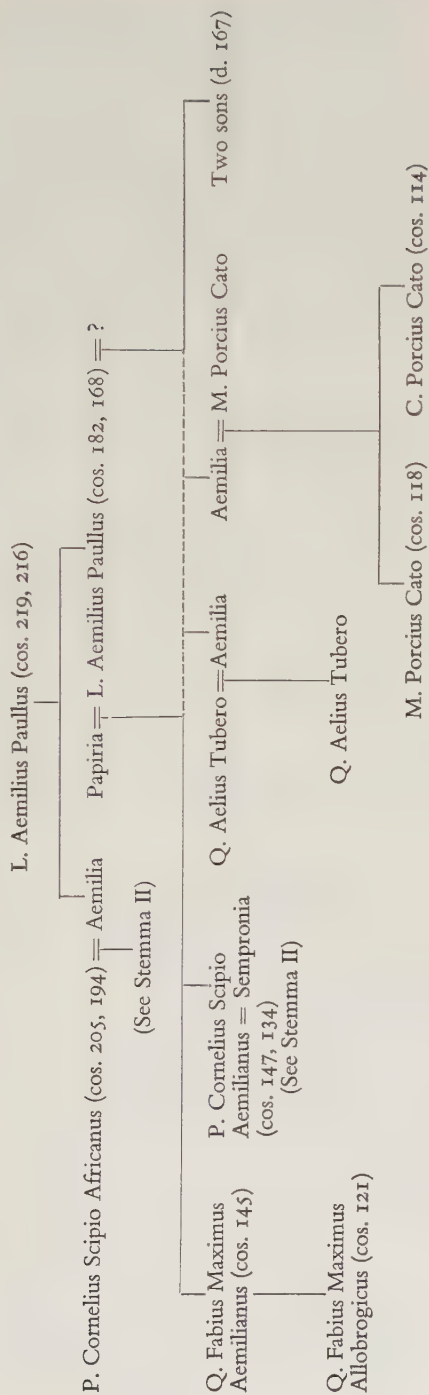 L. Aemilius Paullus (cos. 219, 216)
P. Cornelius Scipio Africanus (cos. 205, 194) = Aemilia
Papiria = L. Aemilius Paullus (cos. 182, 168) = ?
(See Stemma II)
Q. Fabius Maximus
Aemilianus (cos. 145)
P. Cornelius Scipio
Aemilianus = Sempronia
(cos. 147, 134)
(See Stemma II)
Q. Aelius Tubero = Aemilia
Aemilia = M. Porcius Cato
Two sons (d. 167)
Q. Fabius Maximus
Allobrogicus (cos. 121)
Q. Aelius Tubero
M. Porcius Cato (cos. 118)
C. Porcius Cato (cos. 114)